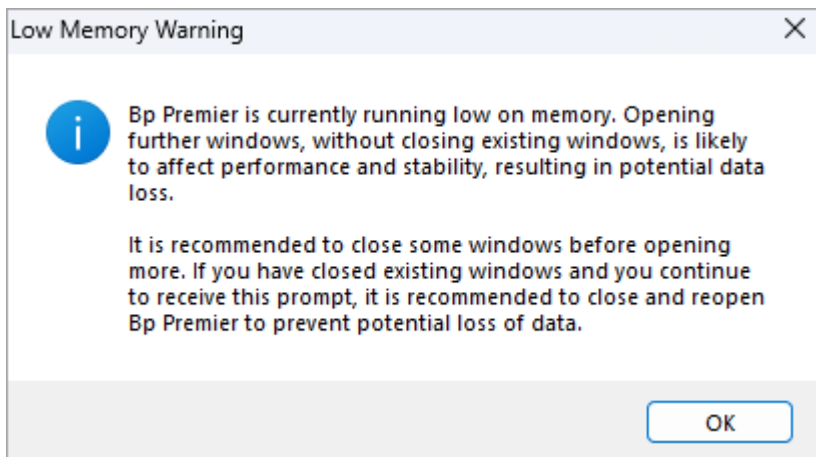 Low Memory Warning
Bp Premier is currently running low on memory. Opening
further windows, without closing existing windows, is likely
to affect performance and stability, resulting in potential data
loss.
It is recommended to close some windows before opening
more. If you have closed existing windows and you continue
to receive this prompt, it is recommended to close and reopen
Bp Premier to prevent potential loss of data.
OK